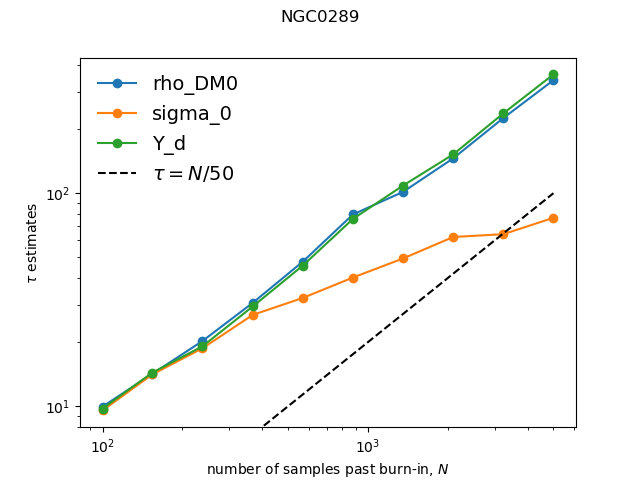 NGC0289
rho_DM0
sigma_0
Y_d
τ = N/50
10²
10¹
τ estimates
10²
10³
number of samples past burn-in, N